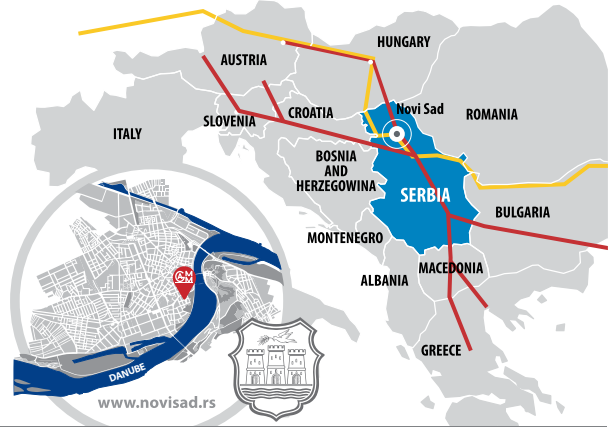 HUNGARY
AUSTRIA
Novi Sad
ROMANIA
CROATIA
SLOVENIA
ITALY
BOSNIA
AND
HERZEGOWINA
SERBIA
BULGARIA
MONTENEGRO
MACEDONIA
ALBANIA
GREECE
DANUBE
www.novisad.rs